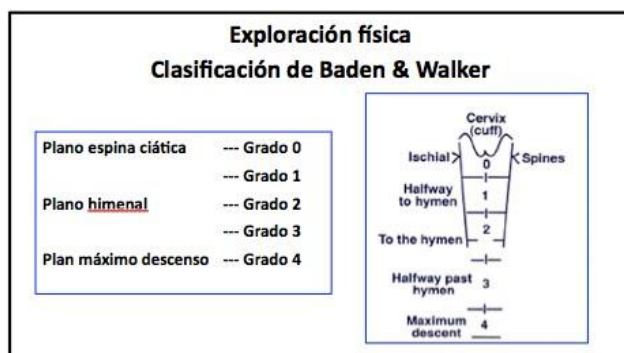 Exploración física
Clasificación de Baden & Walker
Plano espina ciática --- Grado 0
--- Grado 1
Plano himenal --- Grado 2
--- Grado 3
Plan máximo descenso --- Grado 4
Cervix
(cuff)
Ischial Spines
0
Halfway
to hymen
1
2
To the hymen
Halfway past
hymen
3
Maximum
descent
4